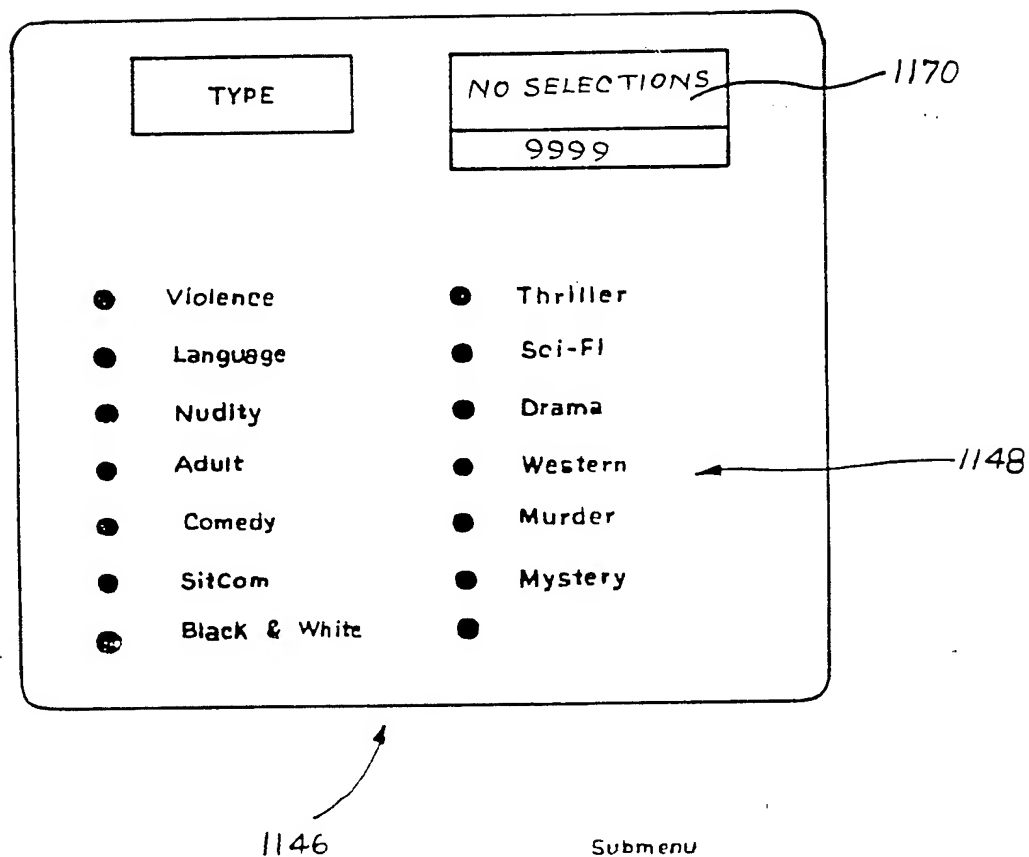 TYPE
NO SELECTIONS
1170
9999
Violence
Thriller
Language
Sci-Fi
Nudity
Drama
Adult
Western
1148
Comedy
Murder
SitCom
Mystery
Black & White
1146
Submenu